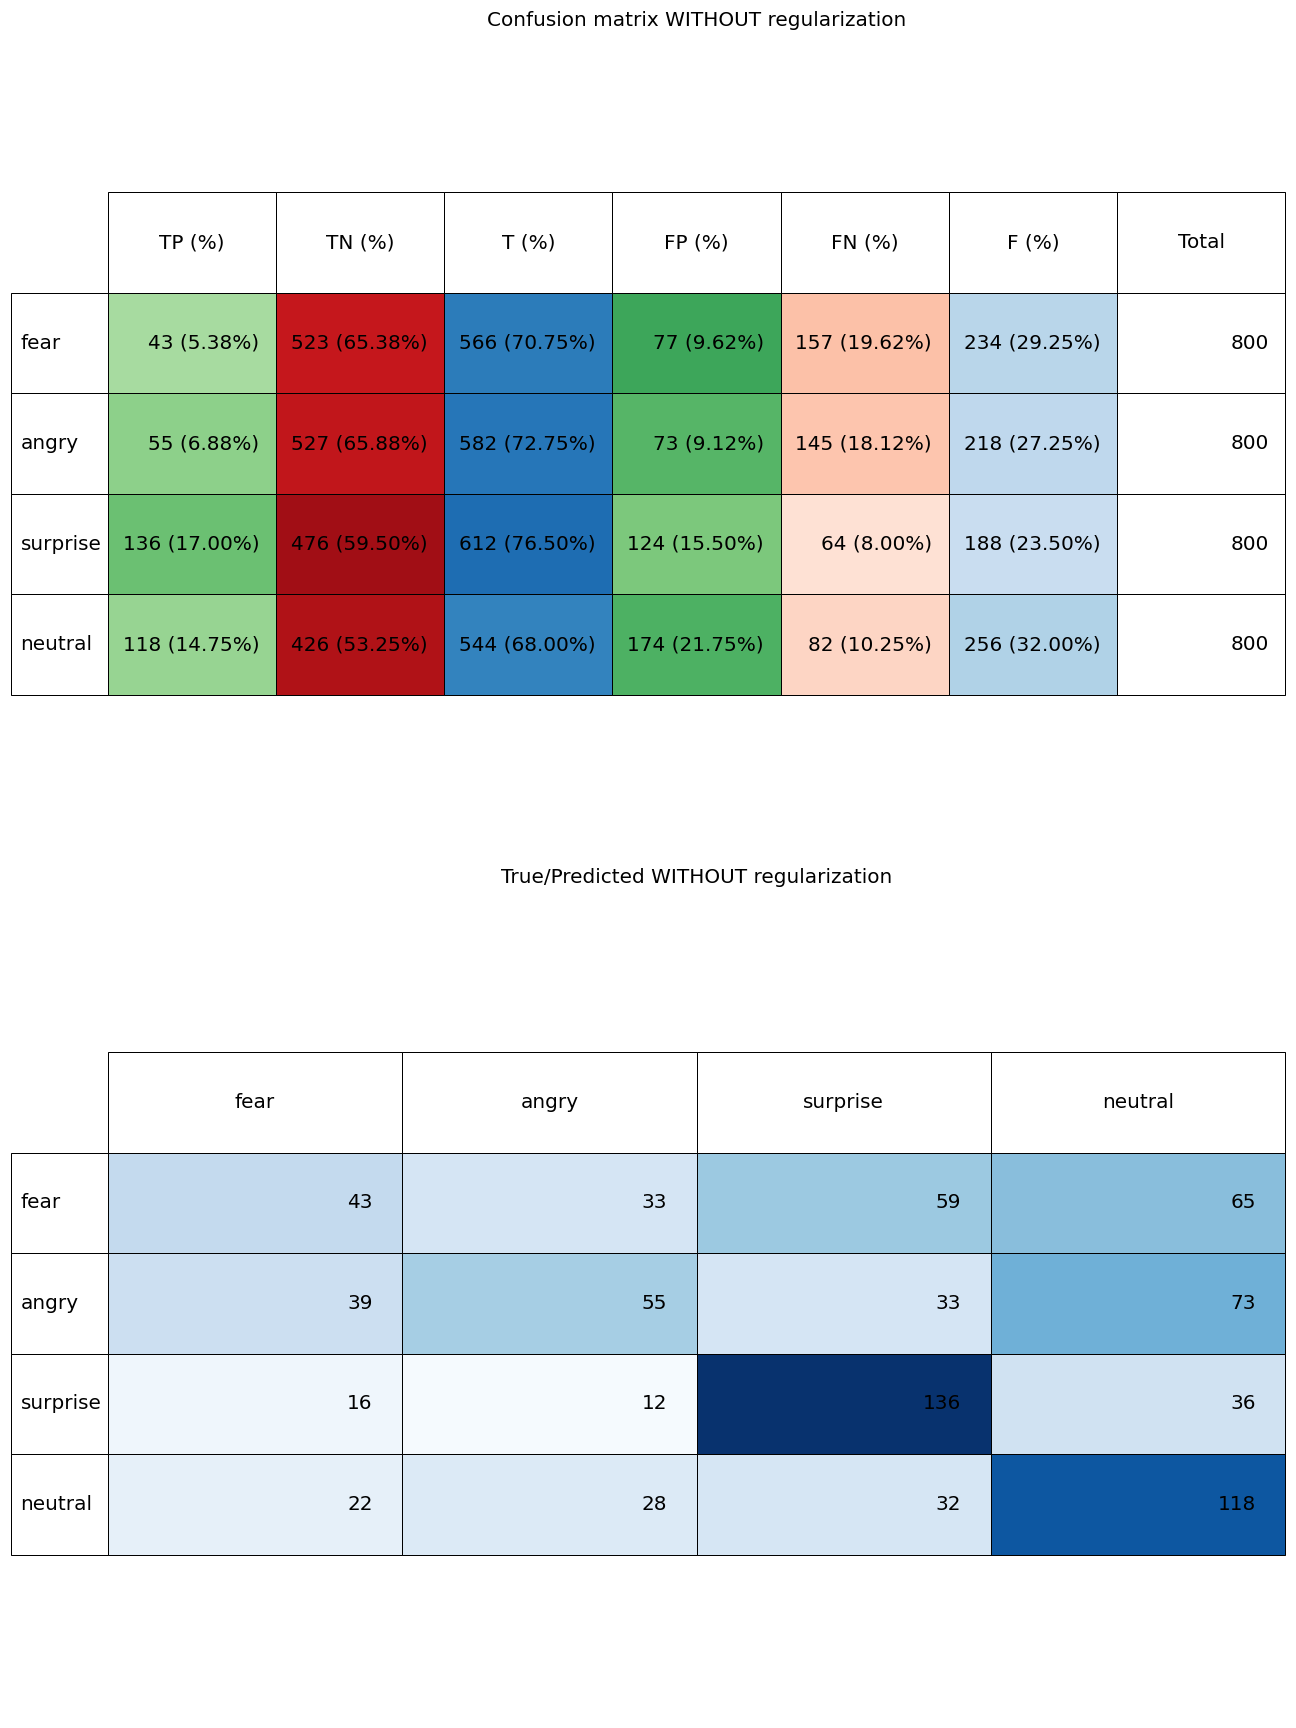 Confusion matrix WITHOUT regularization
TP (%) TN (%) T (%) FP (%) FN (%) F (%) Total
fear 43 (5.38%) 523 (65.38%) 566 (70.75%) 77 (9.62%) 157 (19.62%) 234 (29.25%) 800
angry 55 (6.88%) 527 (65.88%) 582 (72.75%) 73 (9.12%) 145 (18.12%) 218 (27.25%) 800
surprise 136 (17.00%) 476 (59.50%) 612 (76.50%) 124 (15.50%) 64 (8.00%) 188 (23.50%) 800
neutral 118 (14.75%) 426 (53.25%) 544 (68.00%) 174 (21.75%) 82 (10.25%) 256 (32.00%) 800
True/Predicted WITHOUT regularization
fear angry surprise neutral
fear 43 33 59 65
angry 39 55 33 73
surprise 16 12 136 36
neutral 22 28 32 118